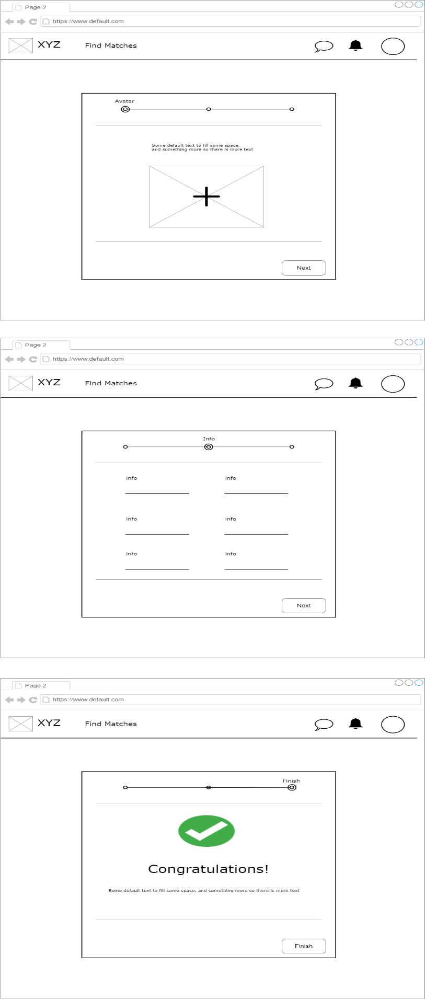 Page 2
https://www.default.com
XYZ Find Matches
Avatar
Some default text to fill some space,
and something more so there is more text
Next
Page 2
https://www.default.com
XYZ Find Matches
Info
info info
info info
info info
Next
Page 2
https://www.default.com
XYZ Find Matches
Finish
Congratulations!
Some default text to fill some space, and something more so there is more text
Finish